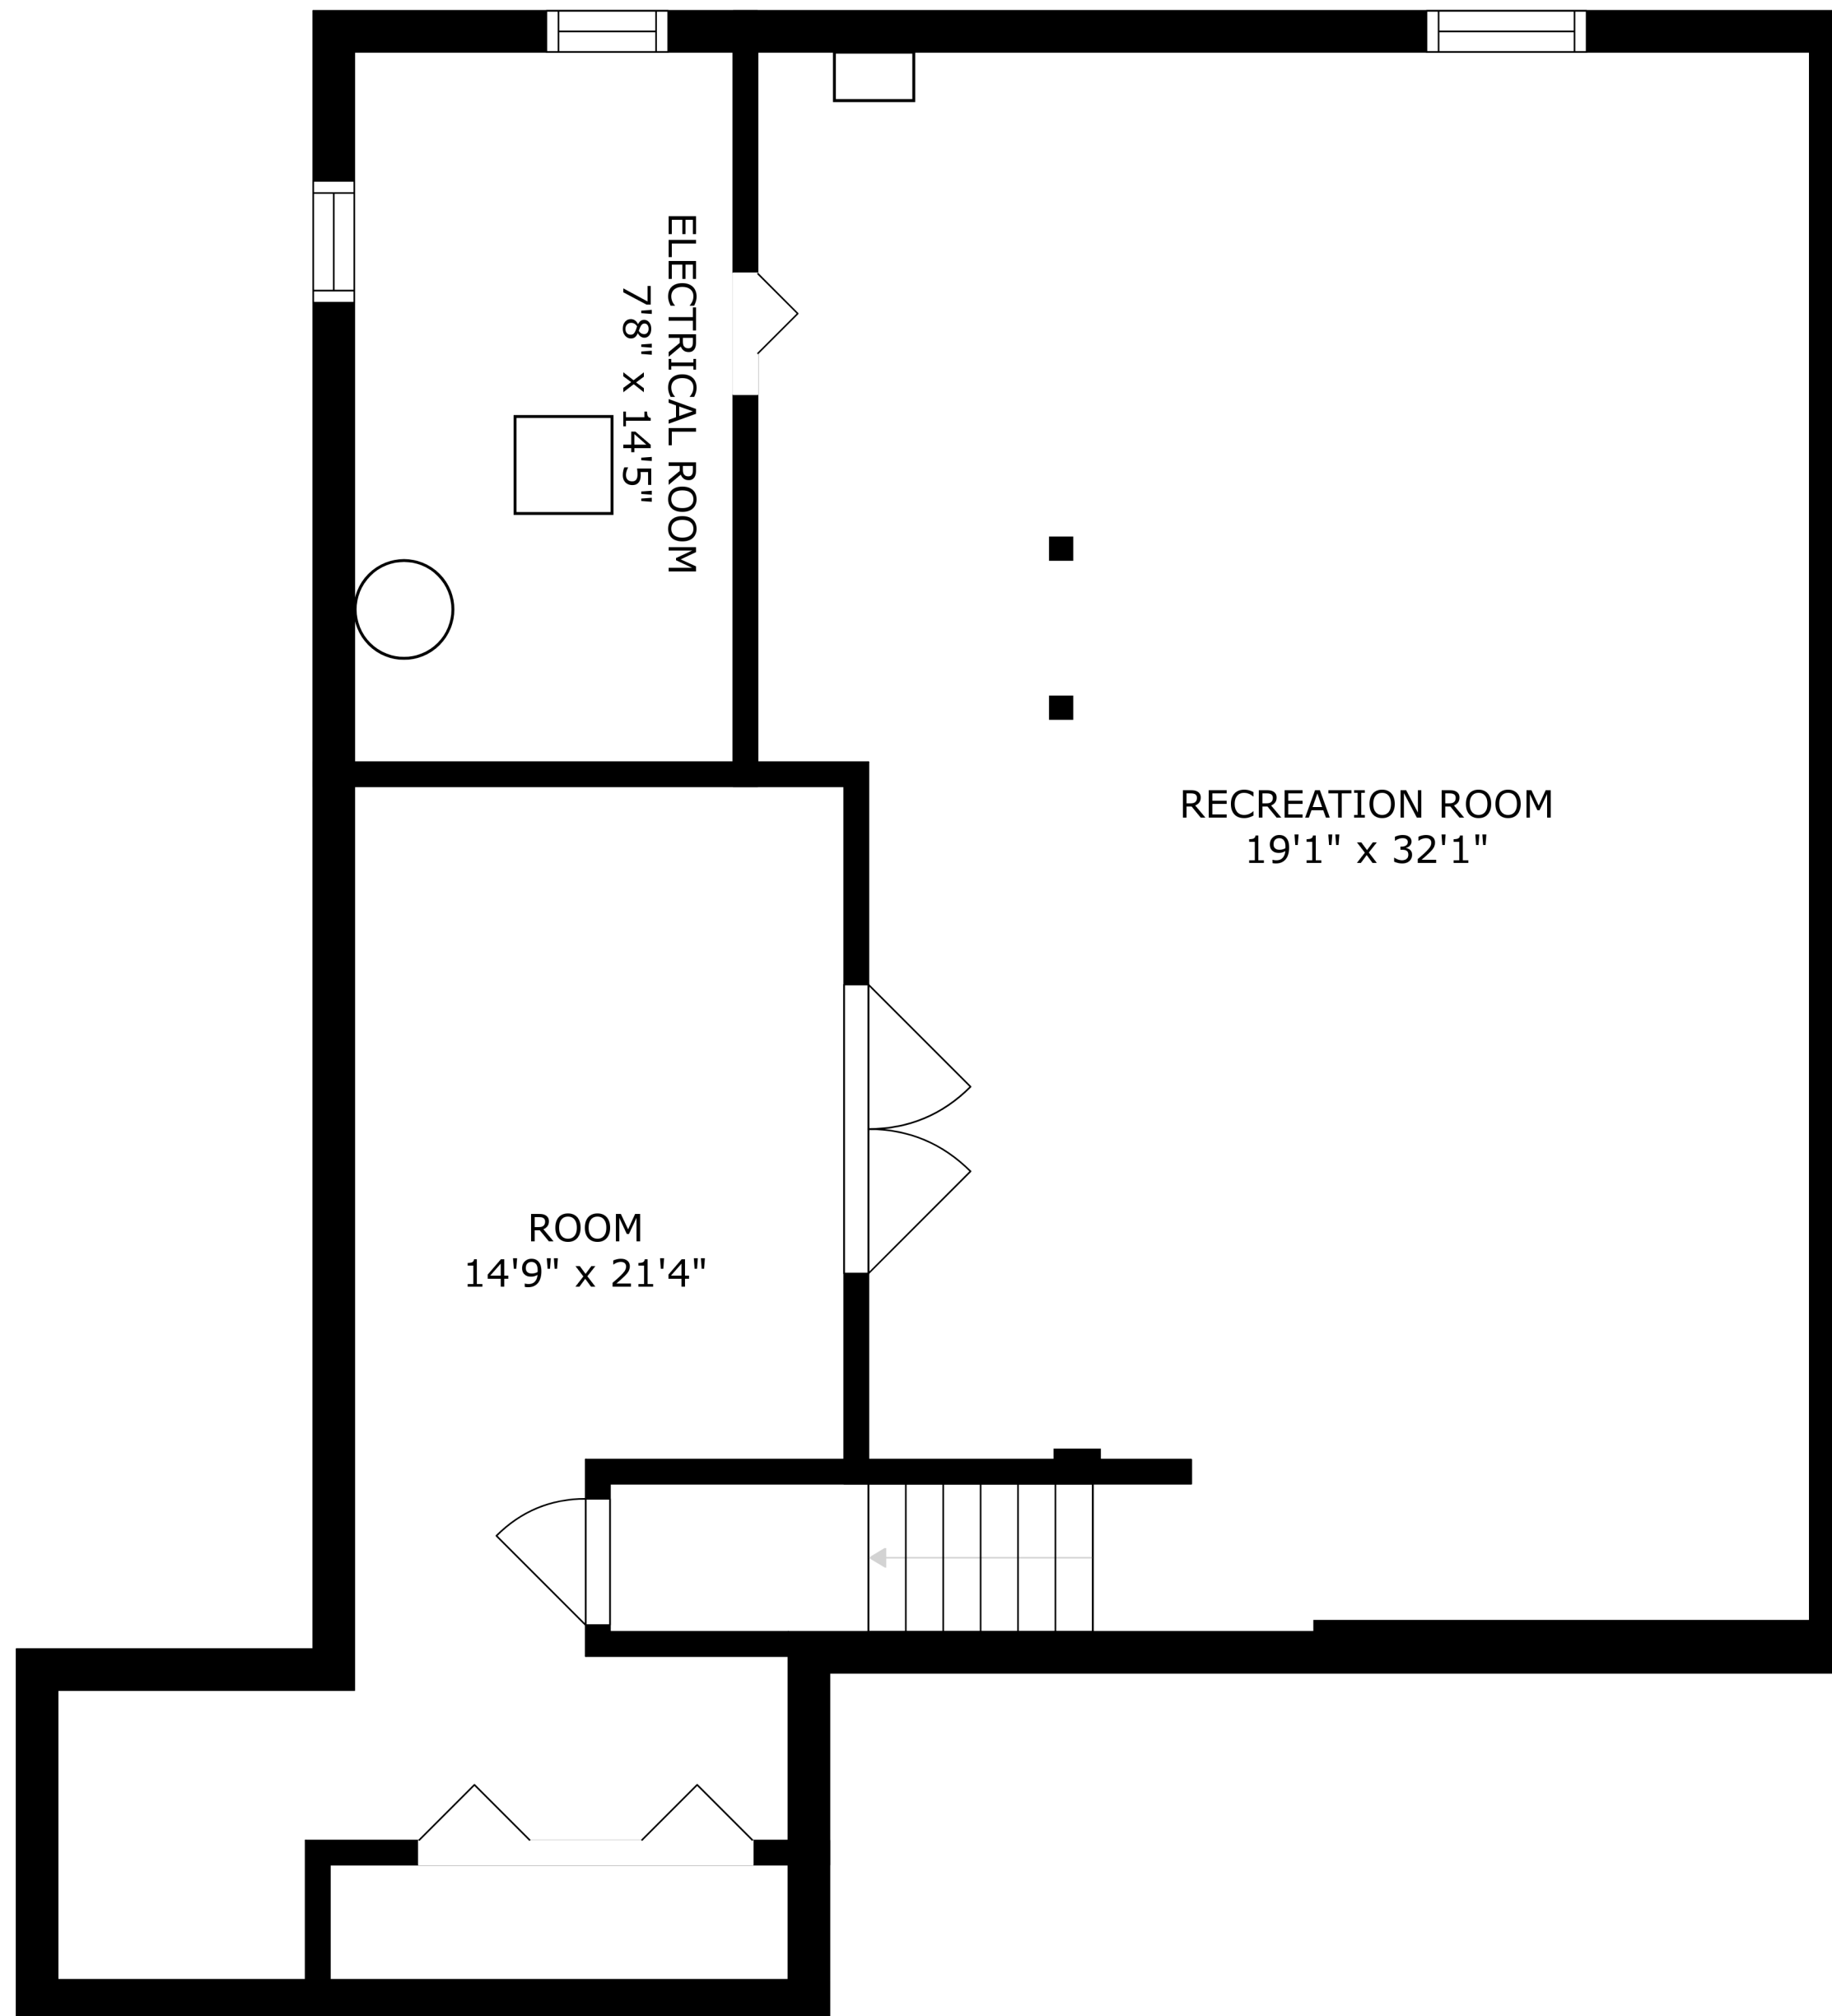 ELECTRICAL ROOM
7'8" x 14'5"
RECREATION ROOM
19'1" x 32'1"
ROOM
14'9" x 21'4"